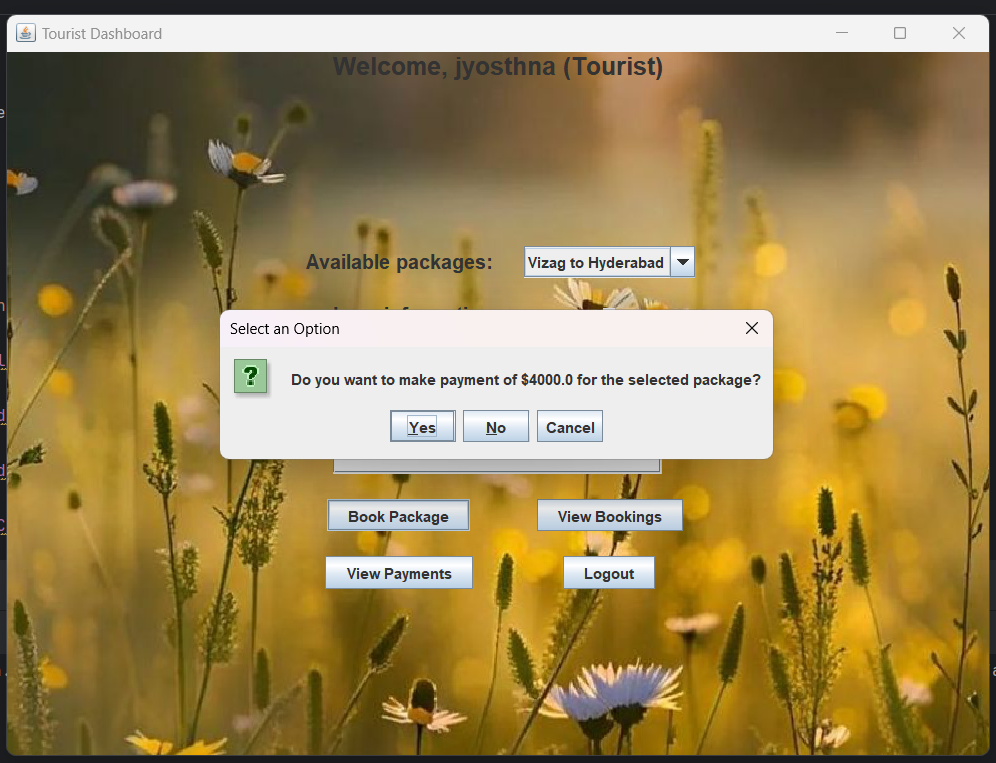 Tourist Dashboard
Welcome, jyosthna (Tourist)
Available packages:
Vizag to Hyderabad
Select an Option
Do you want to make payment of $4000.0 for the selected package?
Yes
No
Cancel
Book Package
View Bookings
View Payments
Logout